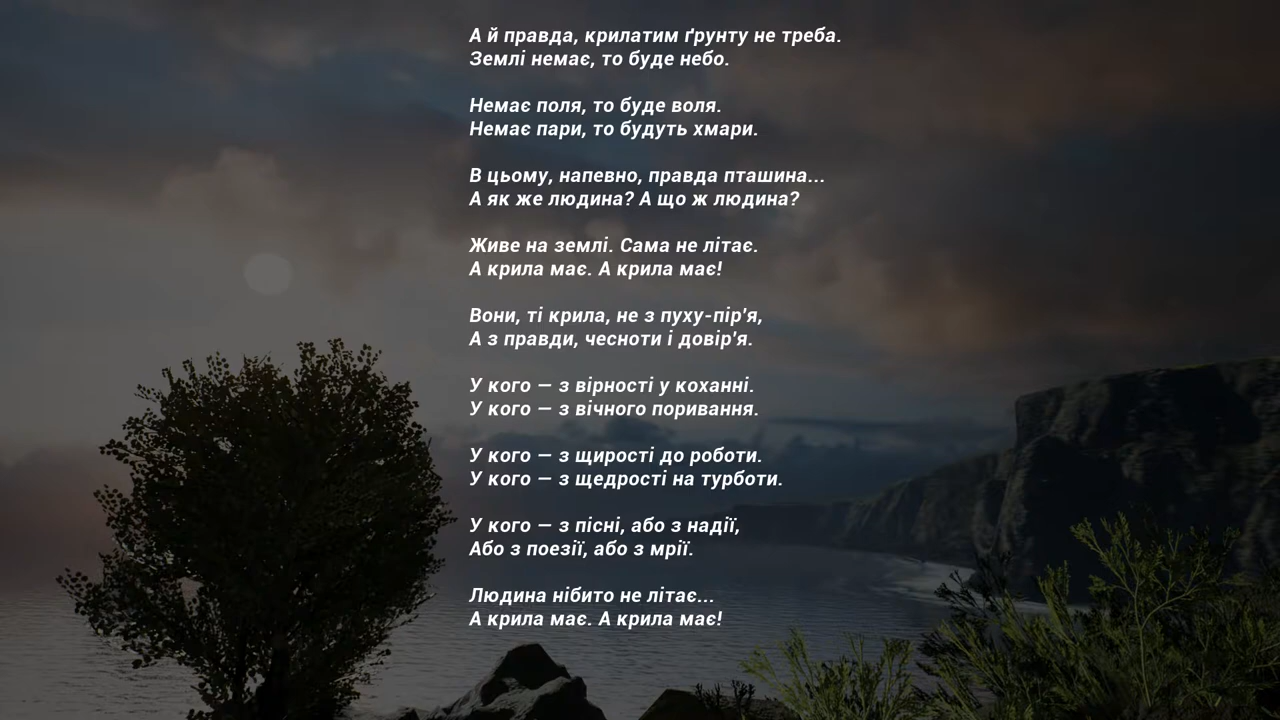 А й правда, крилатим ґрунту не треба.
Землі немає, то буде небо.
Немає поля, то буде воля.
Немає пари, то будуть хмари.
В цьому, напевно, правда пташина...
А як же людина? А що ж людина?
Живе на землі. Сама не літає.
А крила має. А крила має!
Вони, ті крила, не з пуху-пір'я,
А з правди, чесноти і довір'я.
У кого — з вірності у коханні.
У кого — з вічного поривання.
У кого — з щирості до роботи.
У кого — з щедрості на турботи.
У кого — з пісні, або з надії,
Або з поезії, або з мрії.
Людина нібито не літає...
А крила має. А крила має!